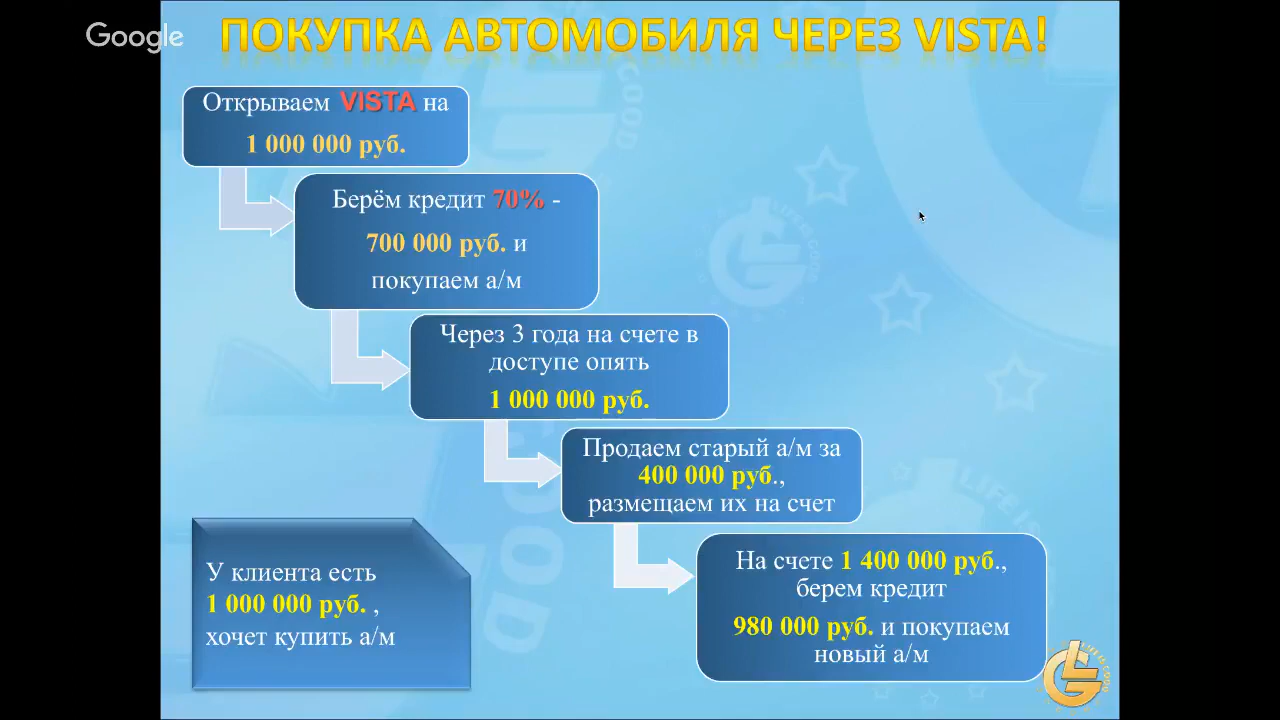 Google
ПОКУПКА АВТОМОБИЛЯ ЧЕРЕЗ VISTA!
Открываем VISTA на
1 000 000 руб.
Берём кредит 70% -
700 000 руб. и
покупаем а/м
Через 3 года на счете в
доступе опять
1 000 000 руб.
Продаем старый а/м за
400 000 руб.,
размещаем их на счет
На счете 1 400 000 руб.,
берем кредит
980 000 руб. и покупаем
новый а/м
У клиента есть
1 000 000 руб. ,
хочет купить а/м
LIFE IS GOOD